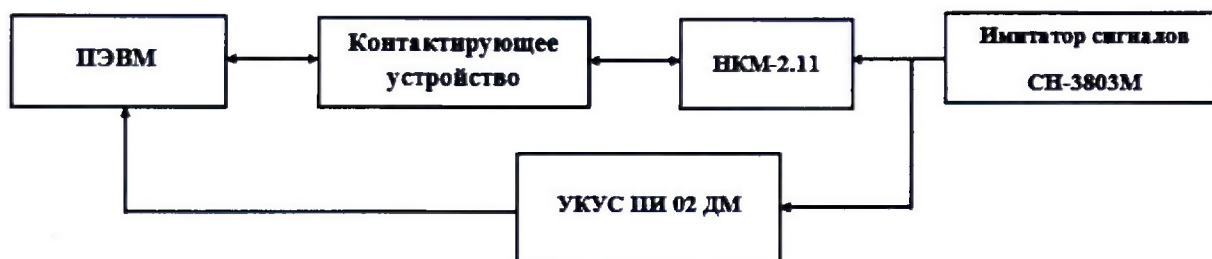 ПЭВМ
Контактирующее
устройство
НКМ-2.11
Имитатор сигналов
СН-3803М
УКУС ПИ 02 ДМ